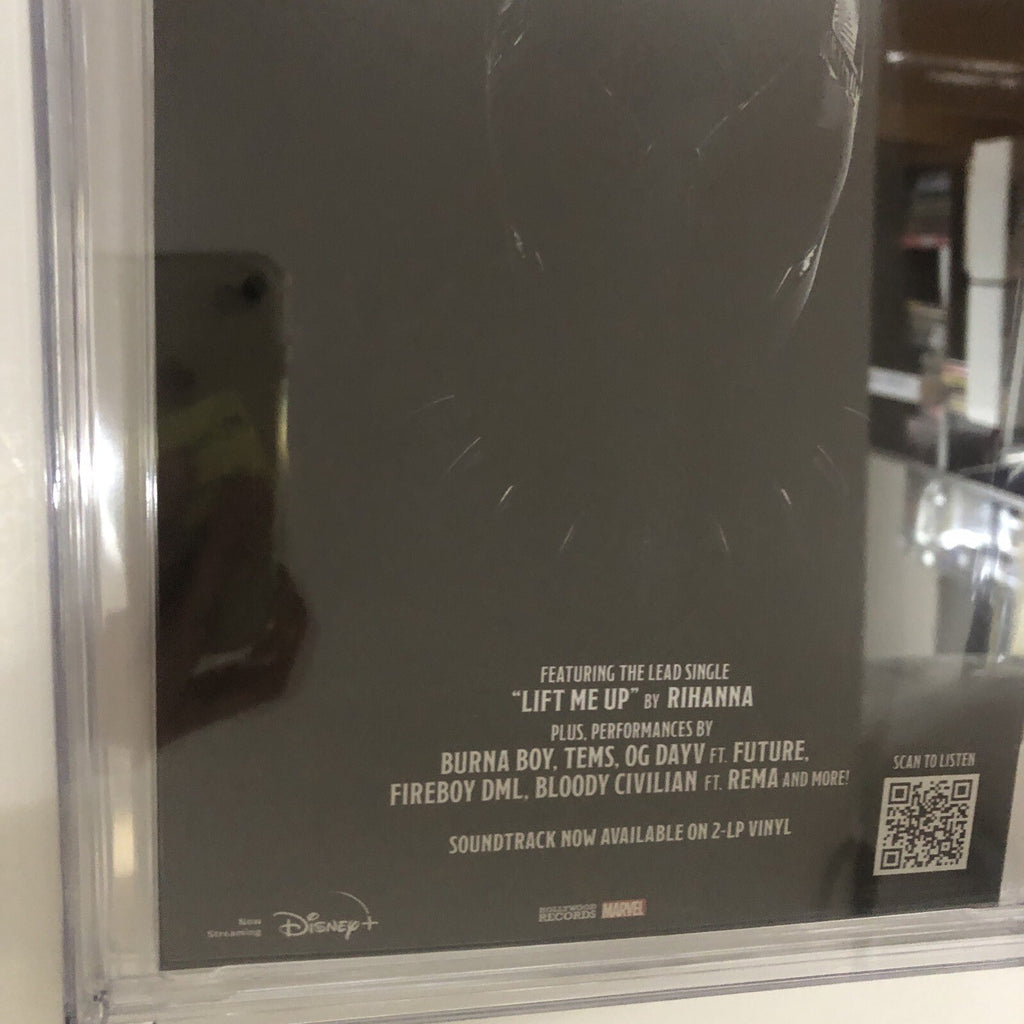 FEATURING THE LEAD SINGLE
"LIFT ME UP" BY RIHANNA
PLUS, PERFORMANCES BY
BURNA BOY, TEMS, OG DAYV FT. FUTURE,
FIREBOY DML, BLOODY CIVILIAN FT. REMA AND MORE!
SOUNDTRACK NOW AVAILABLE ON 2-LP VINYL
SCAN TO LISTEN
Now
Streaming
Disney+
HOLLYWOOD
RECORDS
MARVEL